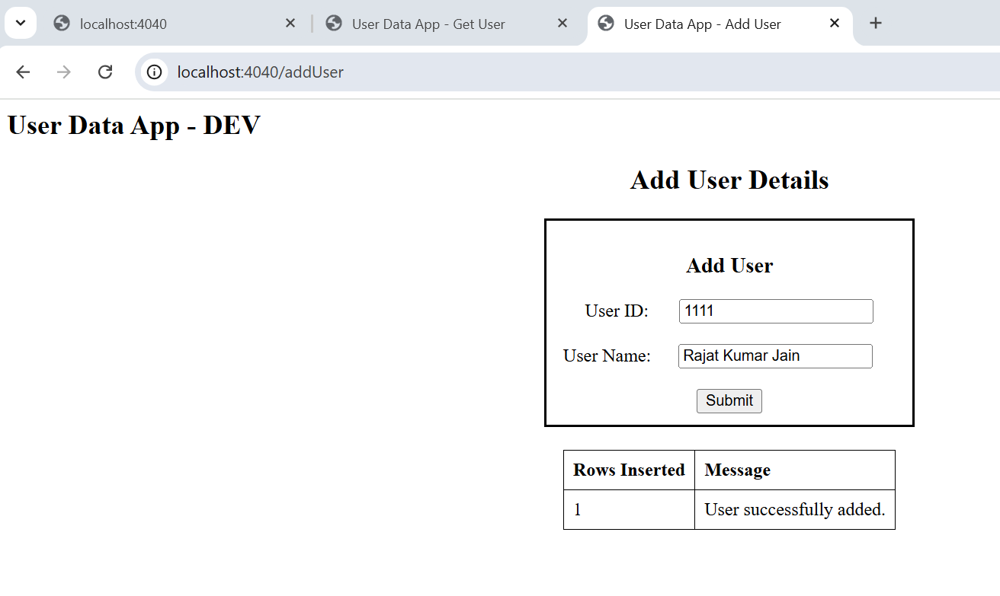 localhost:4040 User Data App - Get User User Data App - Add User
localhost:4040/addUser
User Data App - DEV
Add User Details
Add User
User ID: 1111
User Name: Rajat Kumar Jain
Submit
Rows Inserted Message
1 User successfully added.